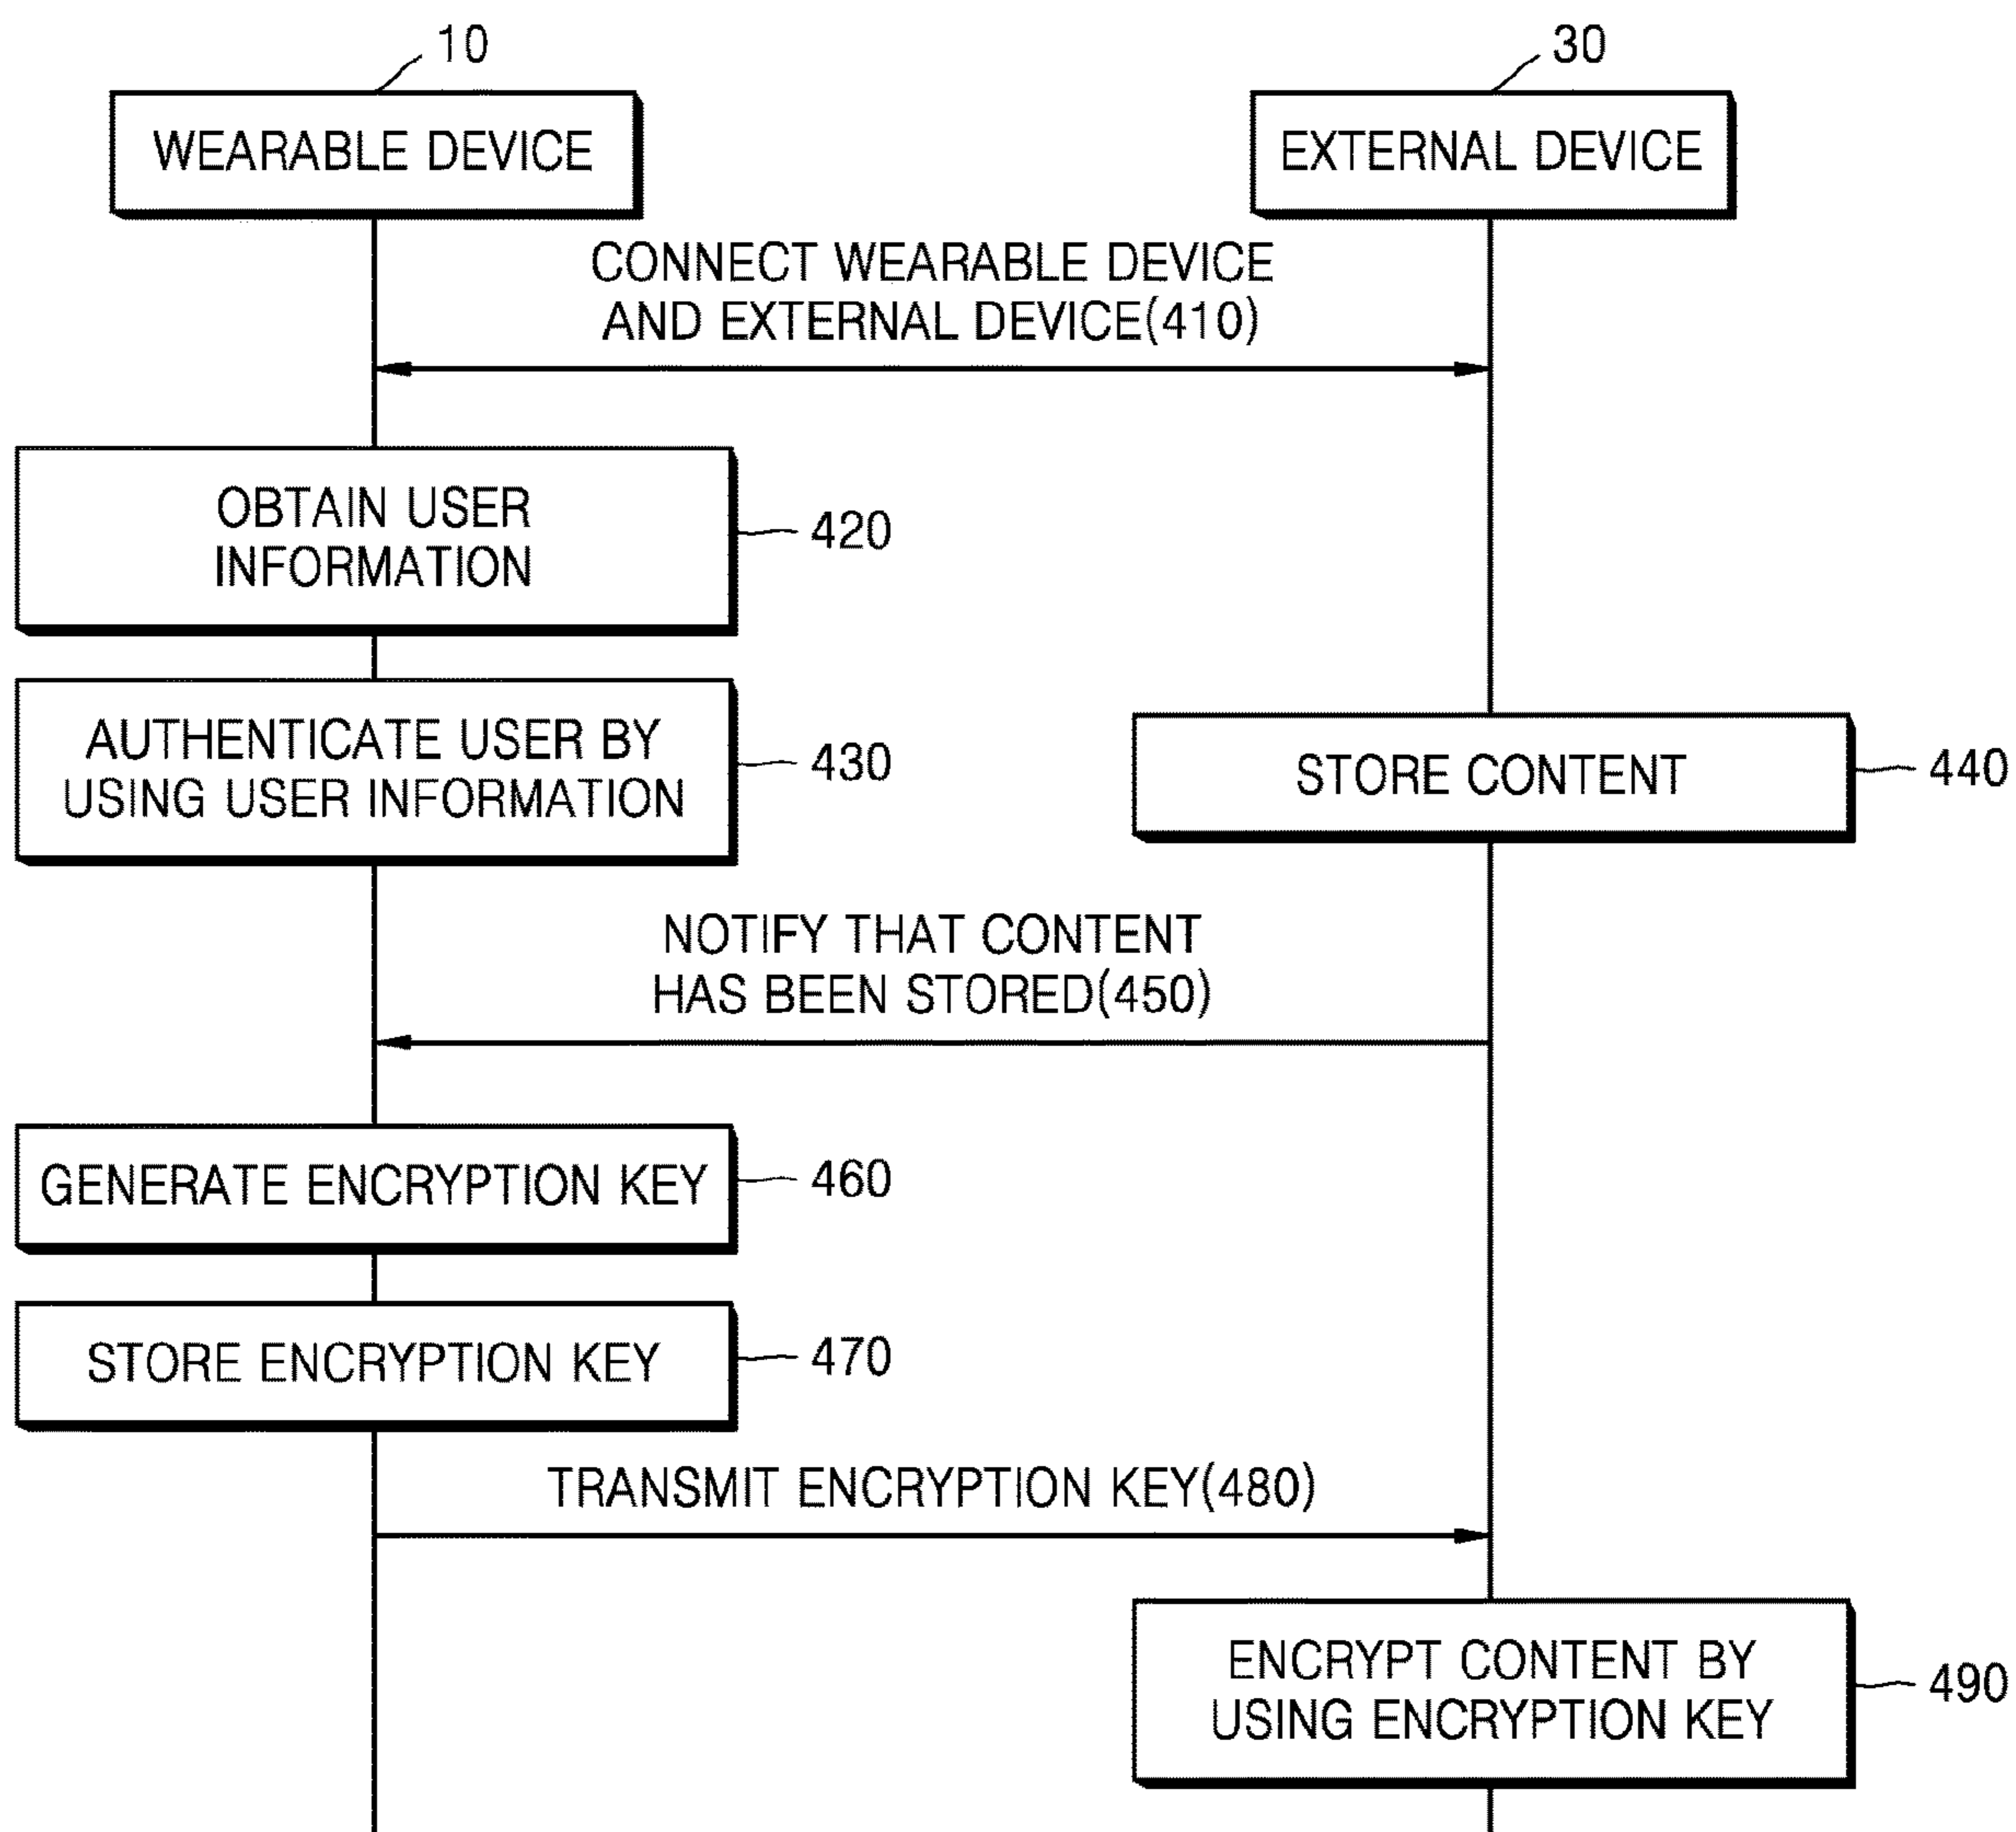 10
30
WEARABLE DEVICE
EXTERNAL DEVICE
CONNECT WEARABLE DEVICE
AND EXTERNAL DEVICE(410)
OBTAIN USER
INFORMATION
420
AUTHENTICATE USER BY
USING USER INFORMATION
430
STORE CONTENT
440
NOTIFY THAT CONTENT
HAS BEEN STORED(450)
GENERATE ENCRYPTION KEY
460
STORE ENCRYPTION KEY
470
TRANSMIT ENCRYPTION KEY(480)
ENCRYPT CONTENT BY
USING ENCRYPTION KEY
490